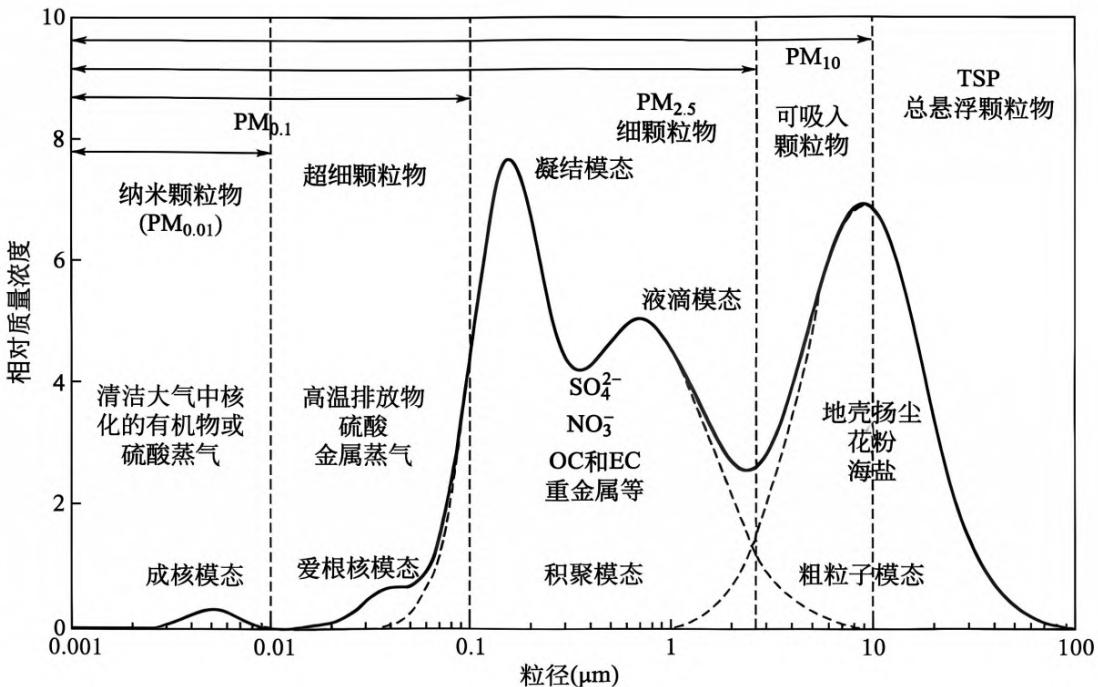 10
8
6
4
2
0
相对质量浓度
PM₁₀
TSP
总悬浮颗粒物
PM₂.₅
细颗粒物
可吸入
颗粒物
PM₀.₁
超细颗粒物
纳米颗粒物
(PM₀.₀₁)
凝结模态
液滴模态
清洁大气中核
化的有机物或
硫酸蒸气
高温排放物
硫酸
金属蒸气
SO₄²⁻
NO₃⁻
OC和EC
重金属等
地壳扬尘
花粉
海盐
成核模态
爱根核模态
积聚模态
粗粒子模态
0.001
0.01
0.1
1
10
100
粒径(μm)